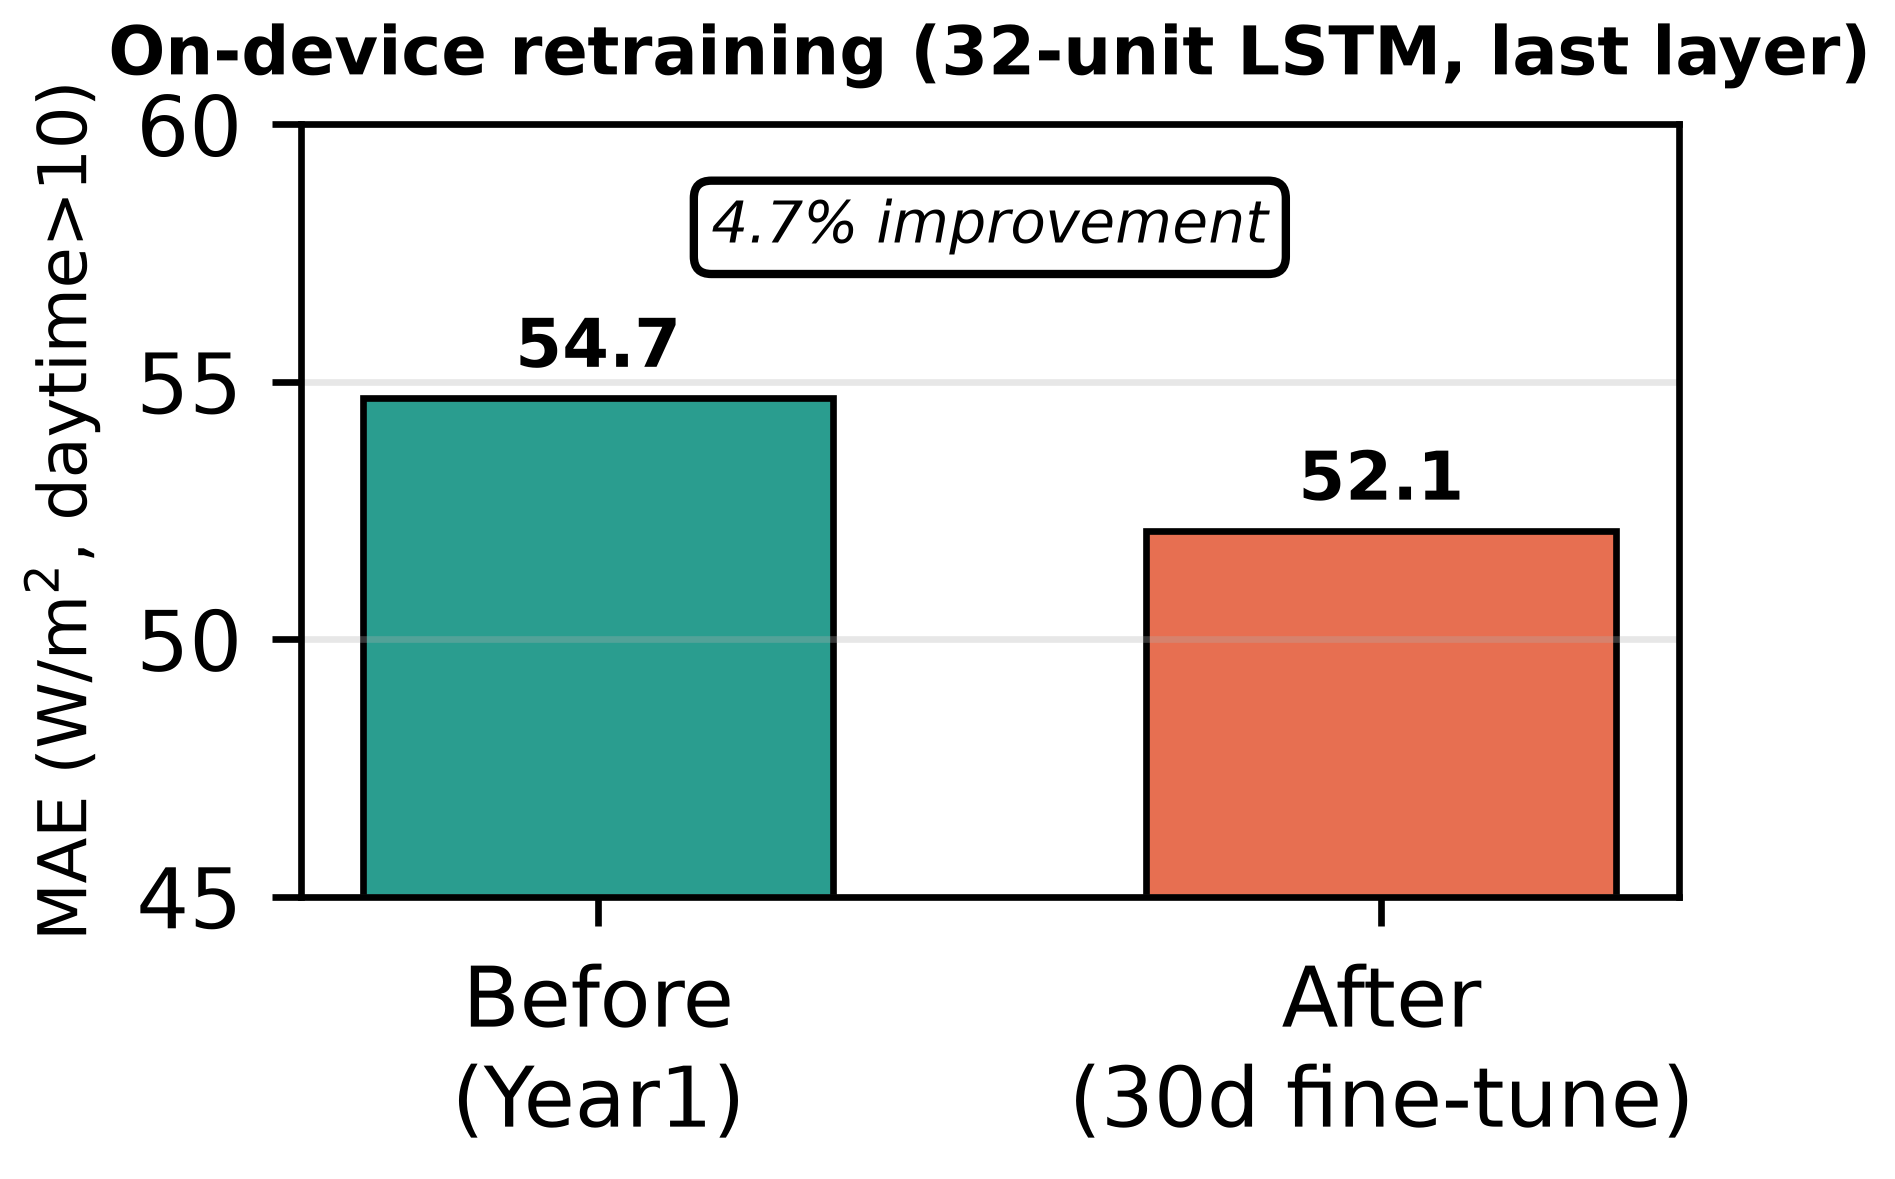 On-device retraining (32-unit LSTM, last layer)
MAE (W/m², daytime>10)
60
55
50
45
4.7% improvement
54.7
52.1
Before
(Year1)
After
(30d fine-tune)